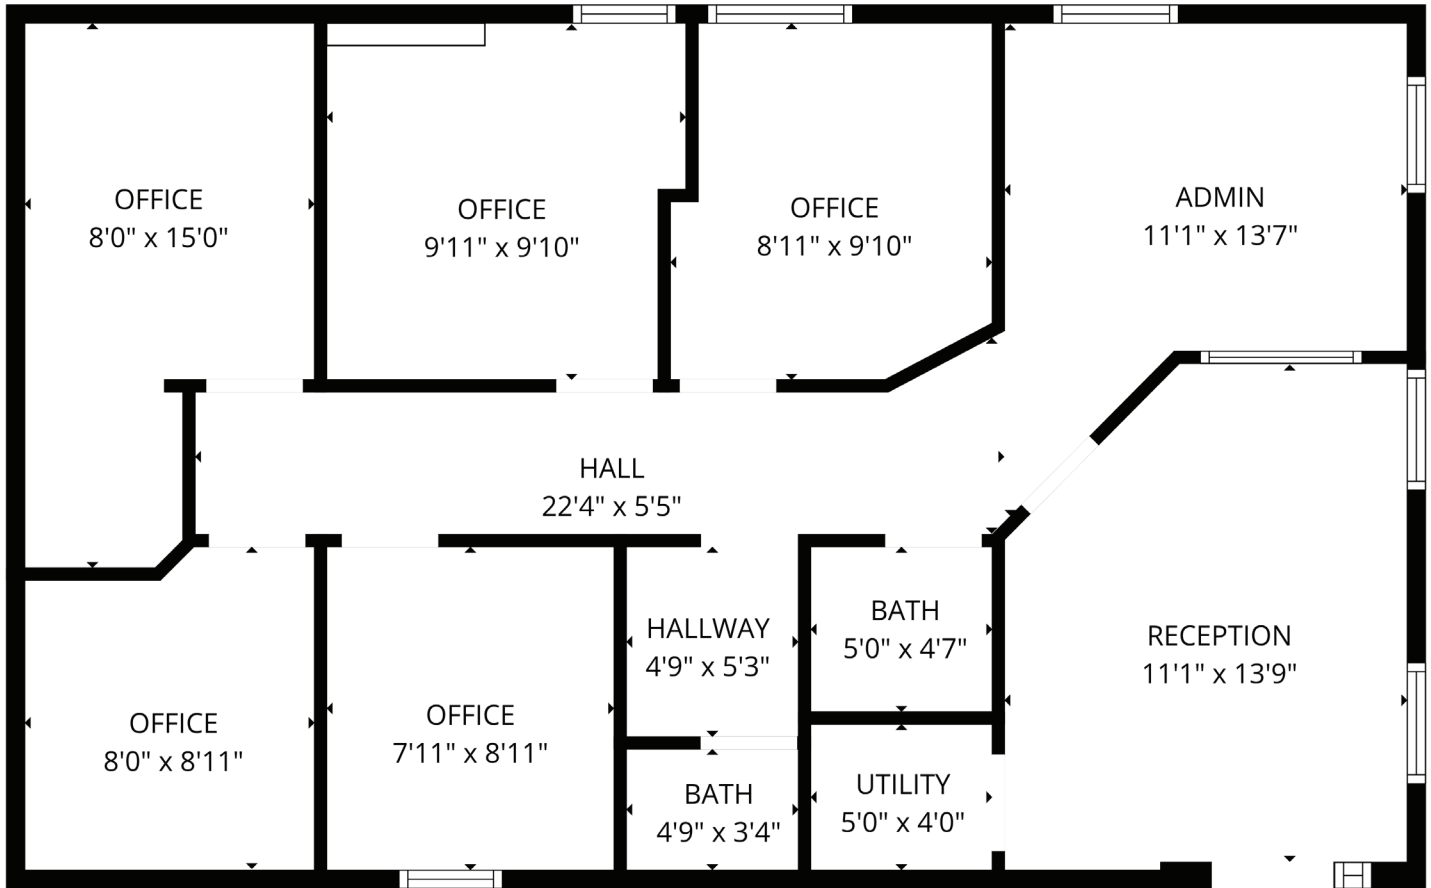 OFFICE
8'0" x 15'0"
OFFICE
9'11" x 9'10"
OFFICE
8'11" x 9'10"
ADMIN
11'1" x 13'7"
HALL
22'4" x 5'5"
OFFICE
8'0" x 8'11"
OFFICE
7'11" x 8'11"
HALLWAY
4'9" x 5'3"
BATH
5'0" x 4'7"
RECEPTION
11'1" x 13'9"
BATH
4'9" x 3'4"
UTILITY
5'0" x 4'0"